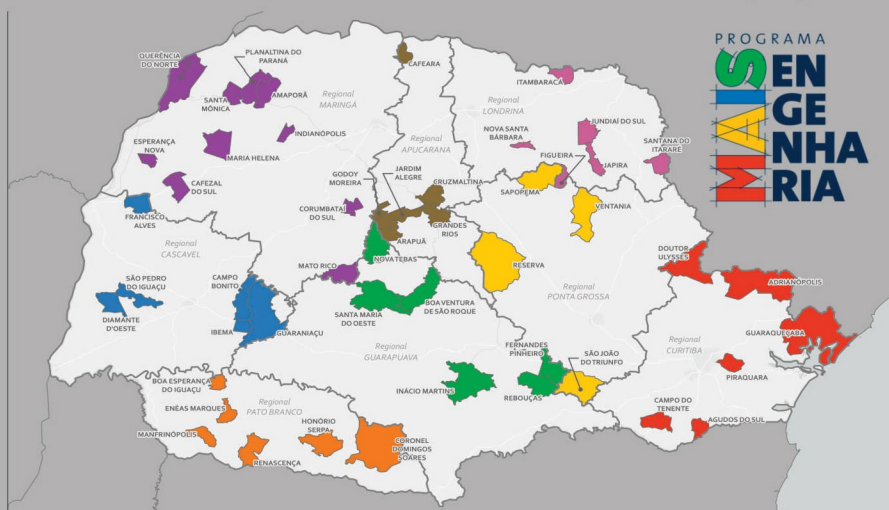 PROGRAMA
MAIS
EN
GE
NHA
RIA
QUERÊNCIA
DO NORTE
PLANALTINA DO
PARANÁ
SANTA
MÔNICA
AMAPORÃ
Regional
MARINGÁ
CAFEARA
ITAMBARACÁ
Regional
LONDRINA
JUNDIAÍ DO SUL
NOVA SANTA
BÁRBARA
SANTANA DO
ITARARÉ
FIGUEIRA
JAPIRA
INDIANÓPOLIS
ESPERANÇA
NOVA
MARIA HELENA
Regional
APUCARANA
CAFEZAL
DO SUL
GODOY
MOREIRA
JARDIM
ALEGRE
CRUZMALTINA
SAPOPEMA
VENTANIA
FRANCISCO
ALVES
CORUMBATAÍ
DO SUL
GRANDES
RIOS
ARAPUÃ
Regional
CASCAVEL
NOVA TEBAS
MATO RICO
RESERVA
DOUTOR
ULYSSES
ADRIANÓPOLIS
SÃO PEDRO
DO IGUAÇU
CAMPO
BONITO
Regional
PONTA GROSSA
DIAMANTE
D'OESTE
IBEMA
GUARANIAÇU
SANTA MARIA
DO OESTE
BOA VENTURA
DE SÃO ROQUE
GUARAQUEÇABA
Regional
CURITIBA
FERNANDES
PINHEIRO
SÃO JOÃO
DO TRIUNFO
Regional
GUARAPUAVA
PIRAQUARA
BOA ESPERANÇA
DO IGUAÇU
INÁCIO MARTINS
REBOUÇAS
ENÉAS MARQUES
Regional
PATO BRANCO
CAMPO DO
TENENTE
AGUDOS DO SUL
MANFRINÓPOLIS
HONÓRIO
SERPA
RENASCENÇA
CORONEL
DOMINGOS
SOARES